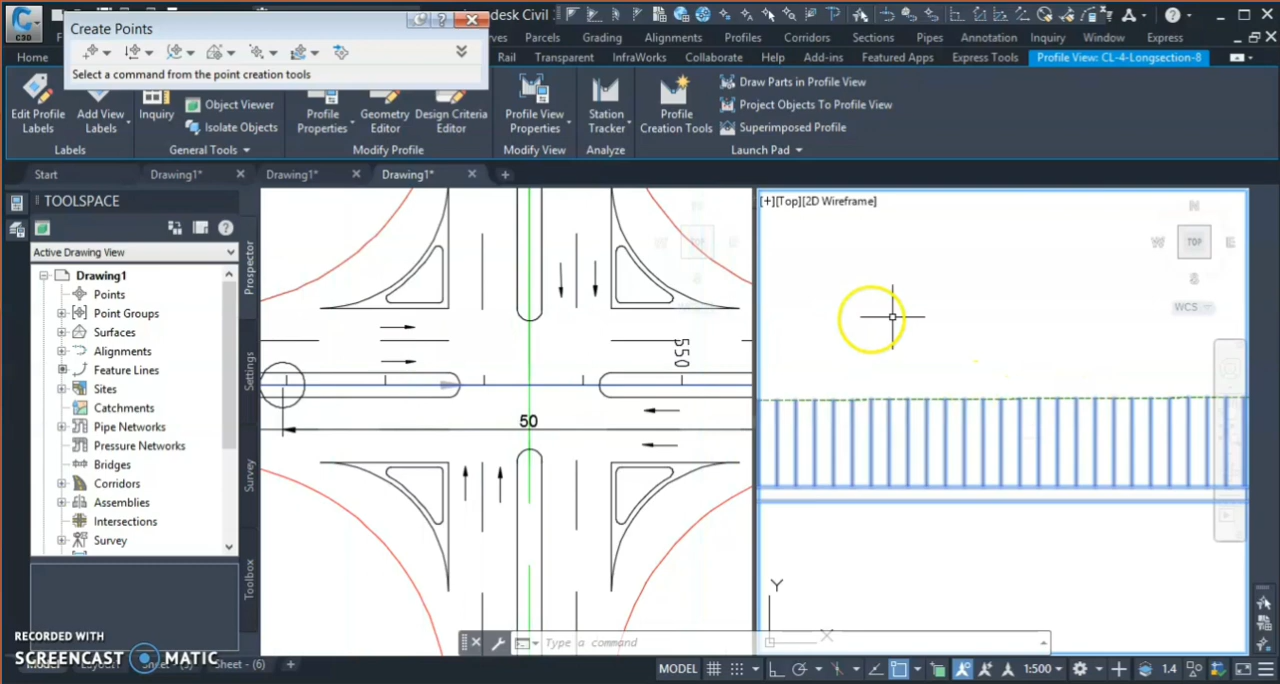 Create Points
Select a command from the point creation tools
desk Civil
C3D
Parcels Grading Alignments Profiles Corridors Sections Pipes Annotation Inquiry Window Express
Home Rail Transparent InfraWorks Collaborate Help Add-ins Featured Apps Express Tools Profile View: CL-4-Longsection-8
Edit Profile Labels
Add View Labels
Inquiry
Object Viewer
Isolate Objects
Profile Properties
Geometry Editor
Design Criteria Editor
Profile View Properties
Station Tracker
Profile Creation Tools
Draw Parts in Profile View
Project Objects To Profile View
Superimposed Profile
Labels General Tools Modify Profile Modify View Analyze Launch Pad
Start Drawing1* Drawing1* Drawing1*
TOOLSPACE
Active Drawing View
Drawing1
Points
Point Groups
Surfaces
Alignments
Feature Lines
Sites
Catchments
Pipe Networks
Pressure Networks
Bridges
Corridors
Assemblies
Intersections
Survey
Prospector
Settings
Survey
Toolbox
550
50
[+][Top][2D Wireframe]
N
W TOP E
S
WCS
Y
Type a command
RECORDED WITH
SCREENCAST MATIC
Sheet - (6)
MODEL 1:500 1.4